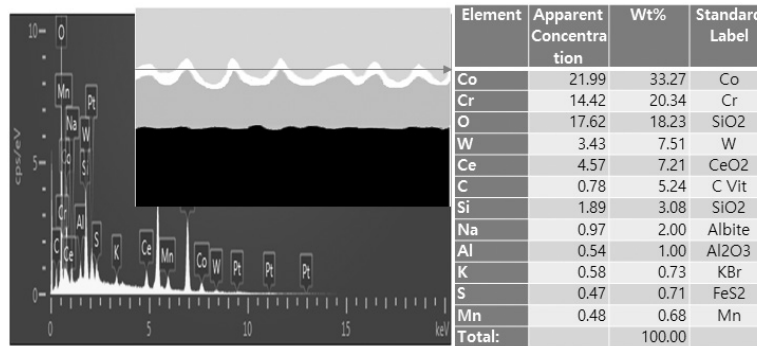 10
cps/eV
5
0
O
Mn
Pt
Na
W
Co
Si
Cr
Al
C
Ce
S
K
Ce
Mn
Co
W
Pt
Pt
Pt
0
5
10
15
keV
Element Apparent Concentra tion Wt% Standard Label
Co 21.99 33.27 Co
Cr 14.42 20.34 Cr
O 17.62 18.23 SiO2
W 3.43 7.51 W
Ce 4.57 7.21 CeO2
C 0.78 5.24 C Vit
Si 1.89 3.08 SiO2
Na 0.97 2.00 Albite
Al 0.54 1.00 Al2O3
K 0.58 0.73 KBr
S 0.47 0.71 FeS2
Mn 0.48 0.68 Mn
Total: 100.00